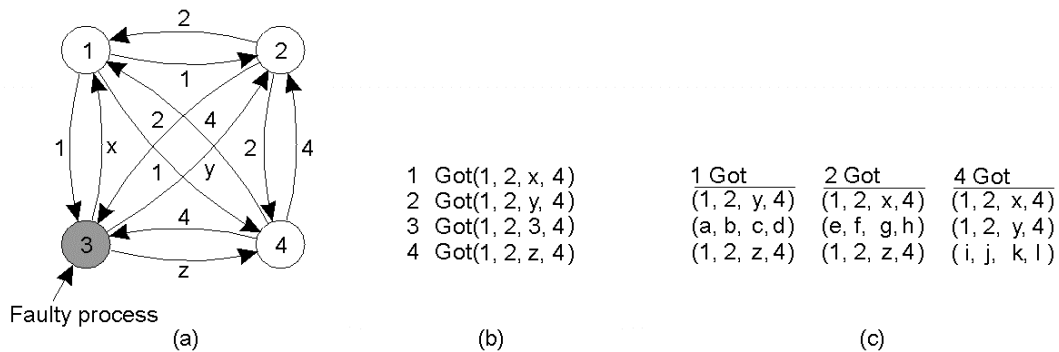 2
1
2
1
1
x
2
4
2
4
1
y
4
3
4
z
Faulty process
(a)
1 Got(1, 2, x, 4)
2 Got(1, 2, y, 4)
3 Got(1, 2, 3, 4)
4 Got(1, 2, z, 4)
(b)
1 Got
(1, 2, y, 4)
(a, b, c, d)
(1, 2, z, 4)
2 Got
(1, 2, x, 4)
(e, f, g, h)
(1, 2, z, 4)
4 Got
(1, 2, x, 4)
(1, 2, y, 4)
(i, j, k, l)
(c)